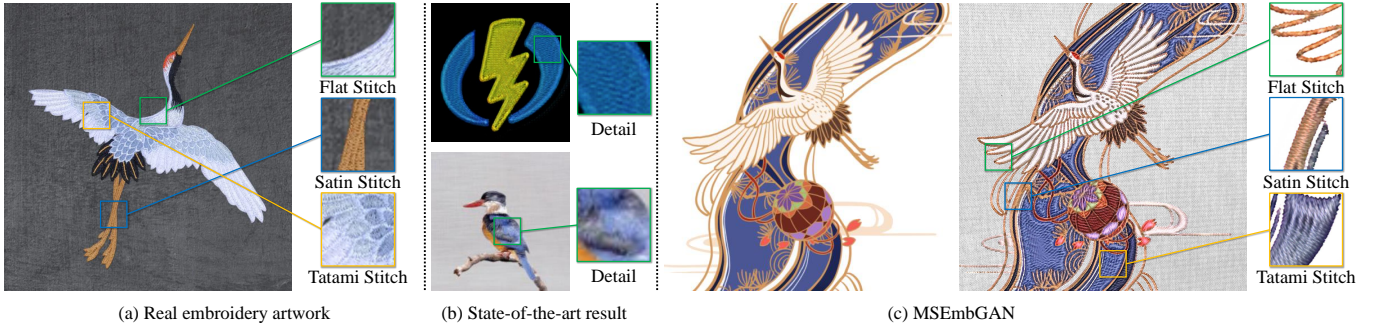 Flat Stitch
Satin Stitch
Tatami Stitch
(a) Real embroidery artwork
Detail
Detail
(b) State-of-the-art result
Flat Stitch
Satin Stitch
Tatami Stitch
(c) MSEmbGAN